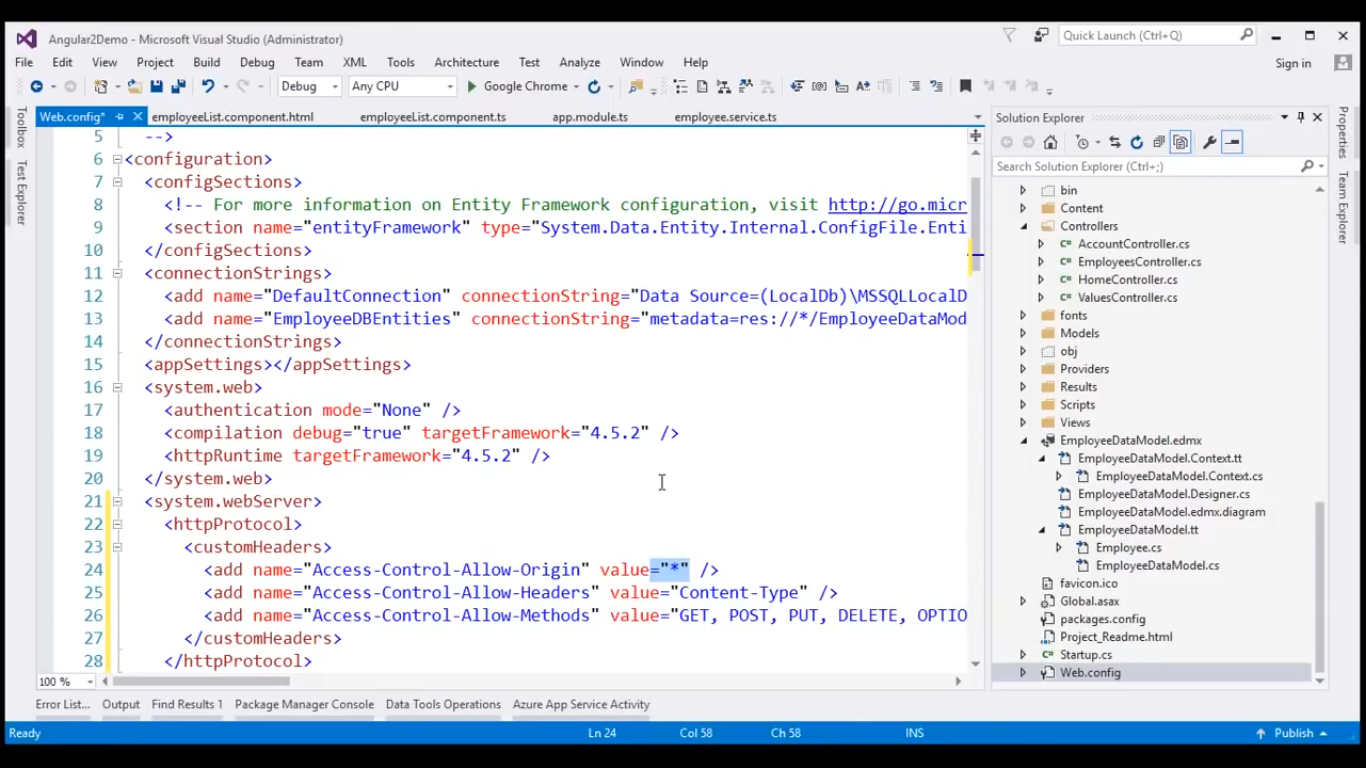 Angular2Demo - Microsoft Visual Studio (Administrator)
Quick Launch (Ctrl+Q)
File Edit View Project Build Debug Team XML Tools Architecture Test Analyze Window Help
Sign in
Debug Any CPU Google Chrome
Toolbox
Test Explorer
Web.config* employeeList.component.html employeeList.component.ts app.module.ts employee.service.ts
5 -->
6 <configuration>
7 <configSections>
8 <!-- For more information on Entity Framework configuration, visit http://go.micr
9 <section name="entityFramework" type="System.Data.Entity.Internal.ConfigFile.Enti
10 </configSections>
11 <connectionStrings>
12 <add name="DefaultConnection" connectionString="Data Source=(LocalDb)\MSSQLLocalD
13 <add name="EmployeeDBEntities" connectionString="metadata=res://*/EmployeeDataMod
14 </connectionStrings>
15 <appSettings></appSettings>
16 <system.web>
17 <authentication mode="None" />
18 <compilation debug="true" targetFramework="4.5.2" />
19 <httpRuntime targetFramework="4.5.2" />
20 </system.web>
21 <system.webServer>
22 <httpProtocol>
23 <customHeaders>
24 <add name="Access-Control-Allow-Origin" value="*" />
25 <add name="Access-Control-Allow-Headers" value="Content-Type" />
26 <add name="Access-Control-Allow-Methods" value="GET, POST, PUT, DELETE, OPTIO
27 </customHeaders>
28 </httpProtocol>
100 %
Solution Explorer
Search Solution Explorer (Ctrl+;)
bin
Content
Controllers
AccountController.cs
EmployeesController.cs
HomeController.cs
ValuesController.cs
fonts
Models
obj
Providers
Results
Scripts
Views
EmployeeDataModel.edmx
EmployeeDataModel.Context.tt
EmployeeDataModel.Context.cs
EmployeeDataModel.Designer.cs
EmployeeDataModel.edmx.diagram
EmployeeDataModel.tt
Employee.cs
EmployeeDataModel.cs
favicon.ico
Global.asax
packages.config
Project_Readme.html
Startup.cs
Web.config
Properties
Team Explorer
Error List... Output Find Results 1 Package Manager Console Data Tools Operations Azure App Service Activity
Ready Ln 24 Col 58 Ch 58 INS Publish